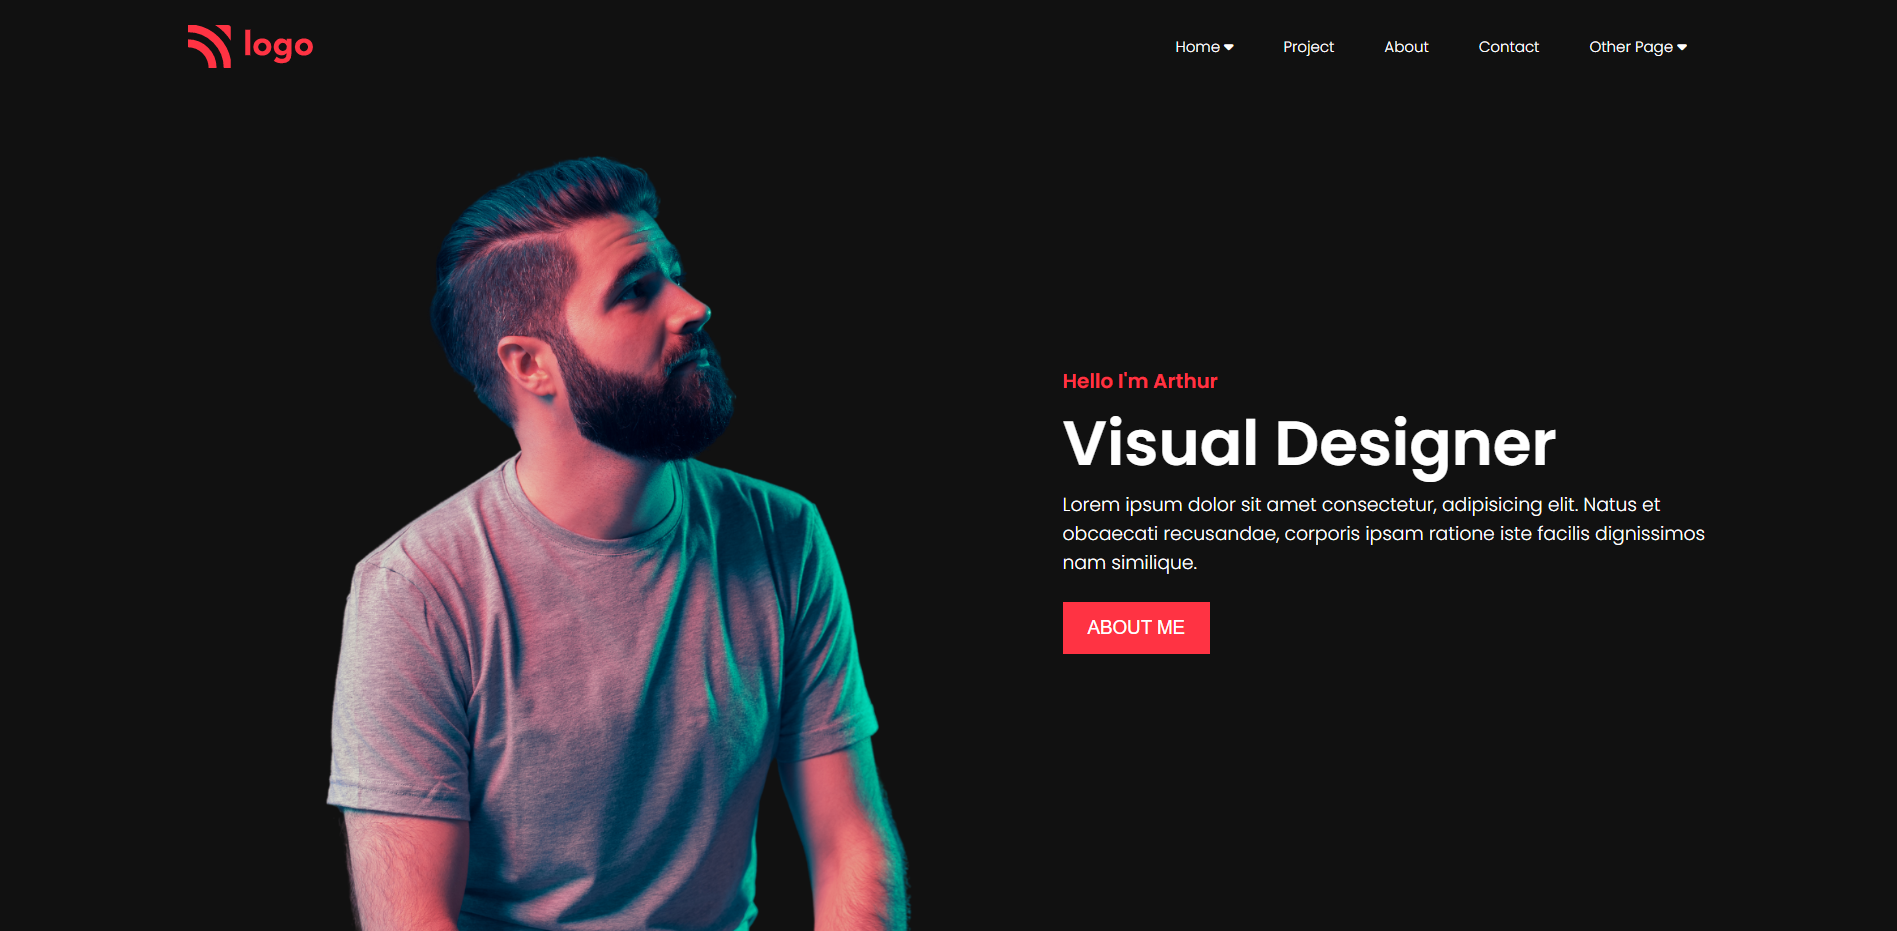 logo
Home
Project
About
Contact
Other Page
Hello I'm Arthur
Visual Designer
Lorem ipsum dolor sit amet consectetur, adipisicing elit. Natus et
obcaecati recusandae, corporis ipsam ratione iste facilis dignissimos
nam similique.
ABOUT ME